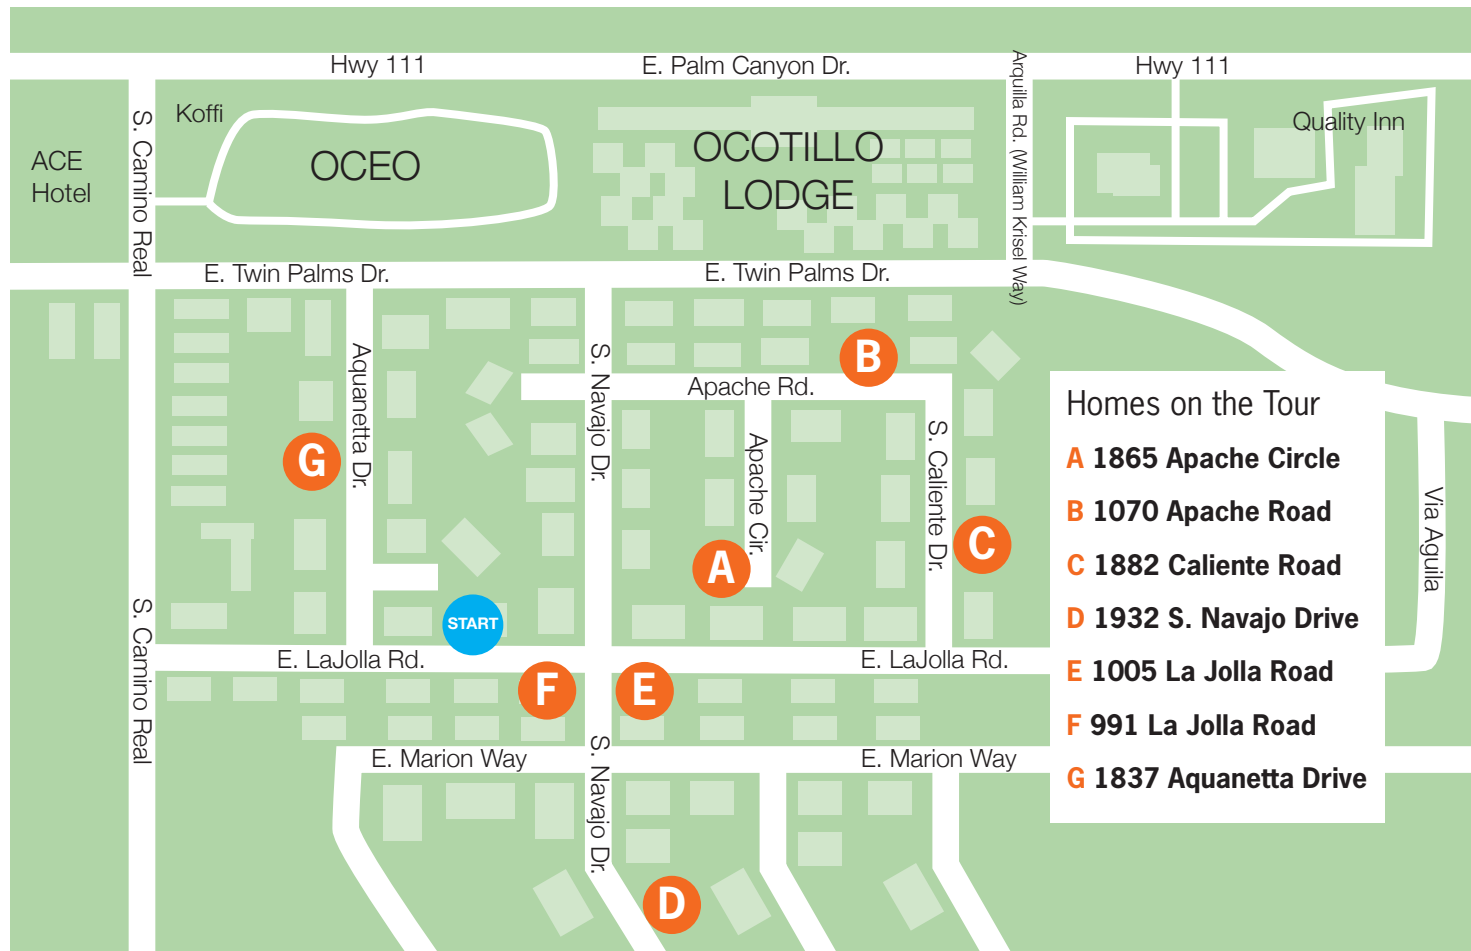 Hwy 111
E. Palm Canyon Dr.
Hwy 111
Arquilla Rd. (William Krisel Way)
S. Camino Real
Koffi
ACE
Hotel
OCEO
OCOTILLO
LODGE
Quality Inn
E. Twin Palms Dr.
E. Twin Palms Dr.
Aquanetta Dr.
S. Navajo Dr.
Apache Rd.
Apache Cir.
S. Caliente Dr.
Via Aguila
B
G
C
A
START
S. Camino Real
E. LaJolla Rd.
E. LaJolla Rd.
F
E
E. Marion Way
S. Navajo Dr.
E. Marion Way
D
Homes on the Tour
A 1865 Apache Circle
B 1070 Apache Road
C 1882 Caliente Road
D 1932 S. Navajo Drive
E 1005 La Jolla Road
F 991 La Jolla Road
G 1837 Aquanetta Drive